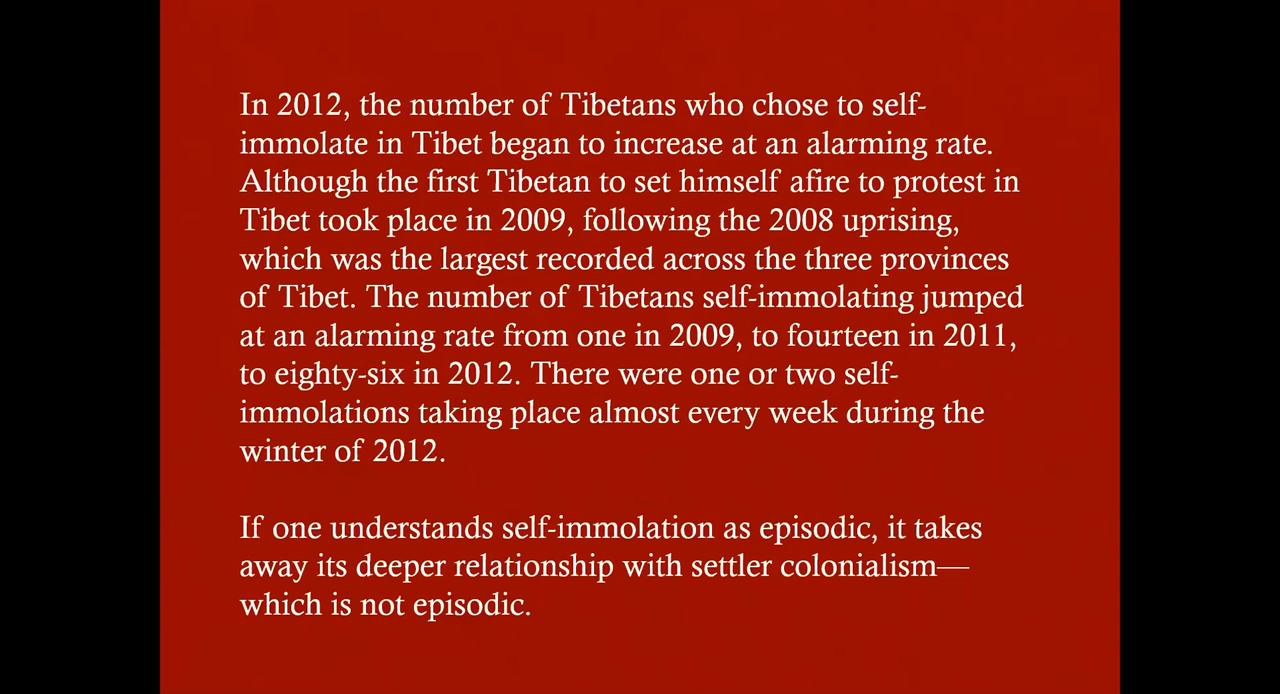 In 2012, the number of Tibetans who chose to self-
immolate in Tibet began to increase at an alarming rate.
Although the first Tibetan to set himself afire to protest in
Tibet took place in 2009, following the 2008 uprising,
which was the largest recorded across the three provinces
of Tibet. The number of Tibetans self-immolating jumped
at an alarming rate from one in 2009, to fourteen in 2011,
to eighty-six in 2012. There were one or two self-
immolations taking place almost every week during the
winter of 2012.
If one understands self-immolation as episodic, it takes
away its deeper relationship with settler colonialism—
which is not episodic.